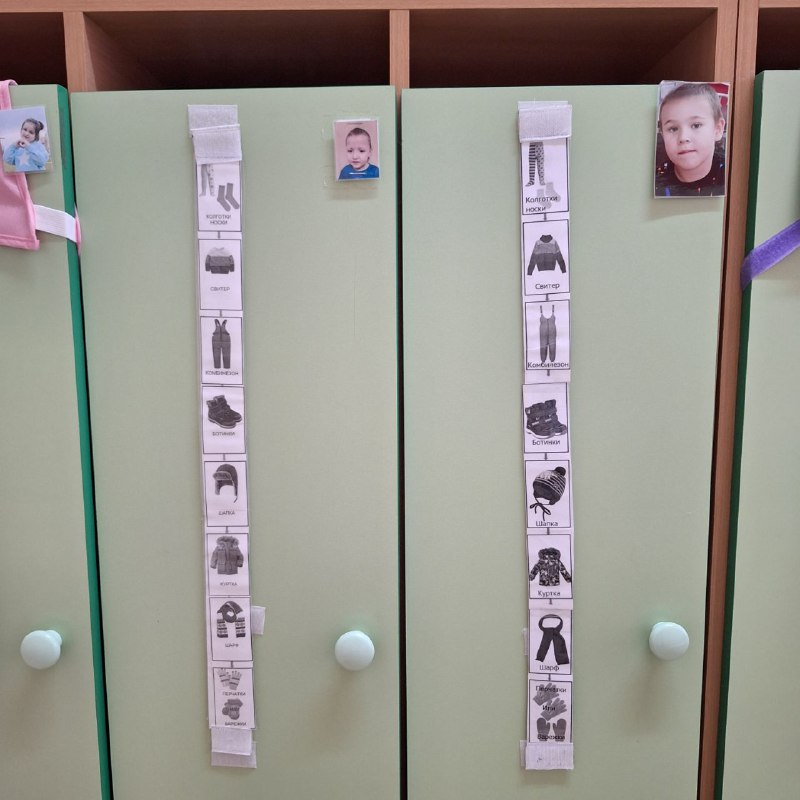 КОЛГОТКИ
НОСКИ
СВИТЕР
КОМБИНЕЗОН
БОТИНКИ
ШАПКА
КУРТКА
ШАРФ
ПЕРЧАТКИ
ИЛИ
ВАРЕЖКИ
Колготки
носки
Свитер
Комбинезон
Ботинки
Шапка
Куртка
Шарф
Перчатки
Или
Варежки